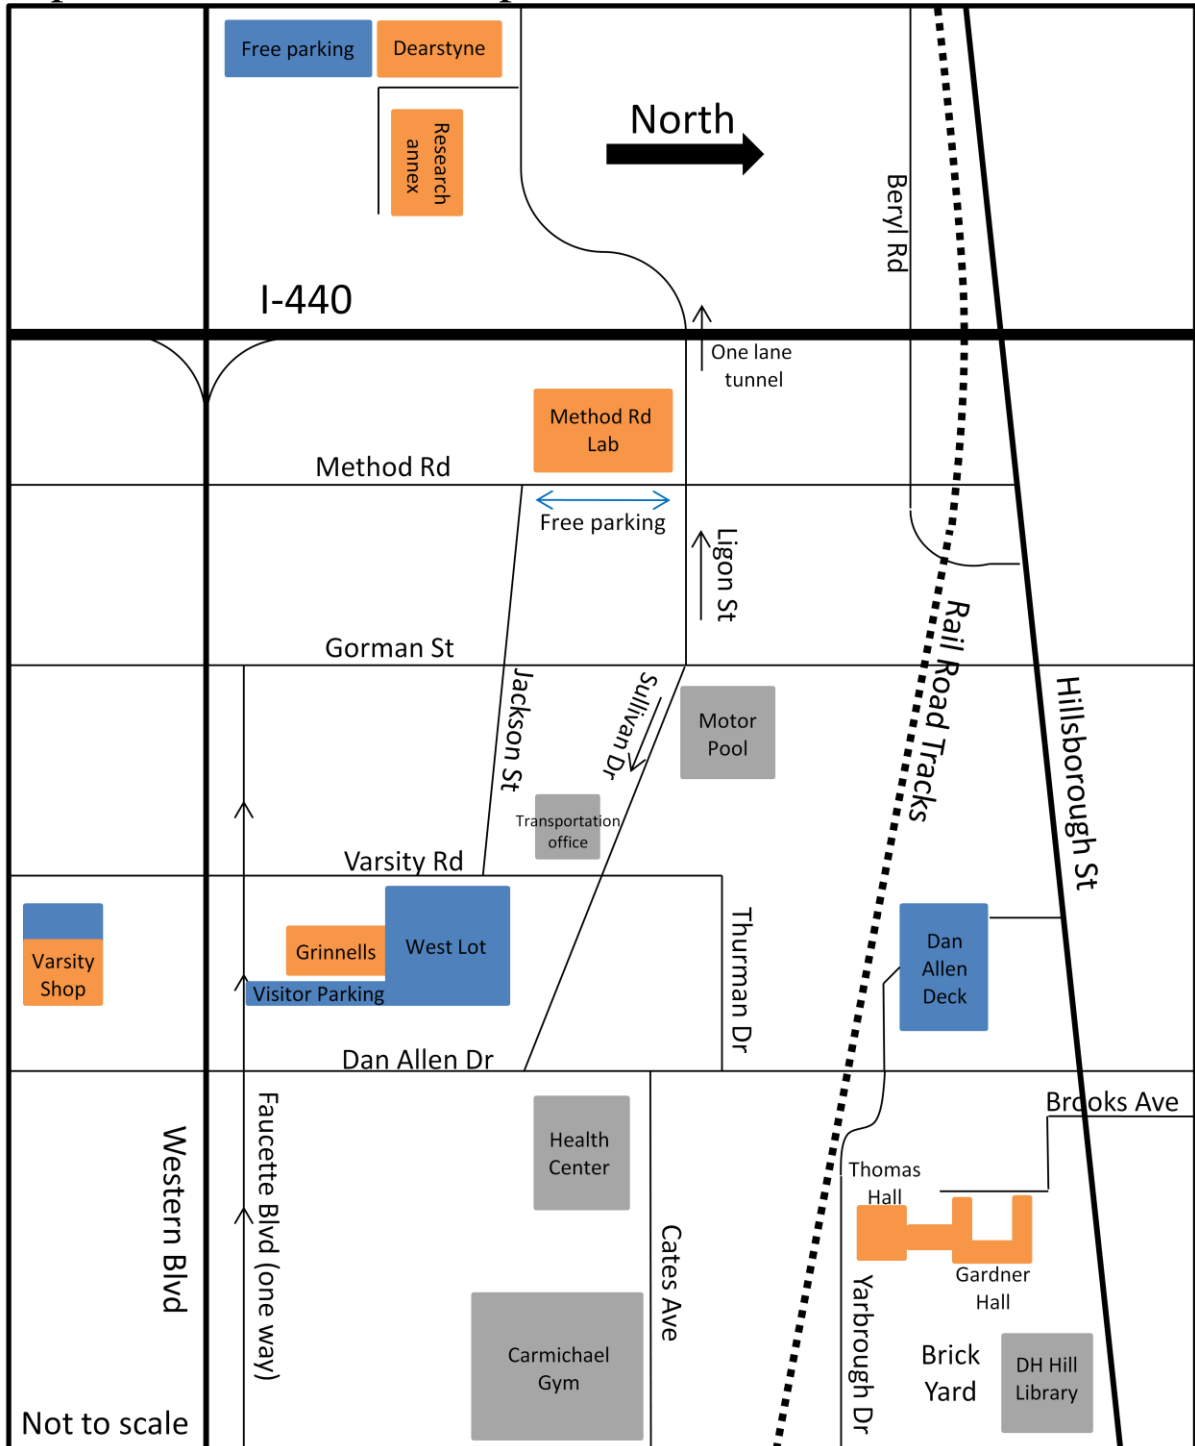 Free parking
Dearstyne
Research
annex
North
Beryl Rd
I-440
One lane
tunnel
Method Rd
Lab
Method Rd
Free parking
Ligon St
Rail Road Tracks
Gorman St
Jackson St
Sullivan Dr
Motor
Pool
Hillsborough St
Transportation
office
Varsity Rd
Varsity
Shop
Grinnells
West Lot
Visitor Parking
Thurman Dr
Dan
Allen
Deck
Dan Allen Dr
Western Blvd
Faucette Blvd (one way)
Health
Center
Brooks Ave
Thomas
Hall
Cates Ave
Gardner
Hall
Yarbrough Dr
Carmichael
Gym
Brick
Yard
DH Hill
Library
Not to scale